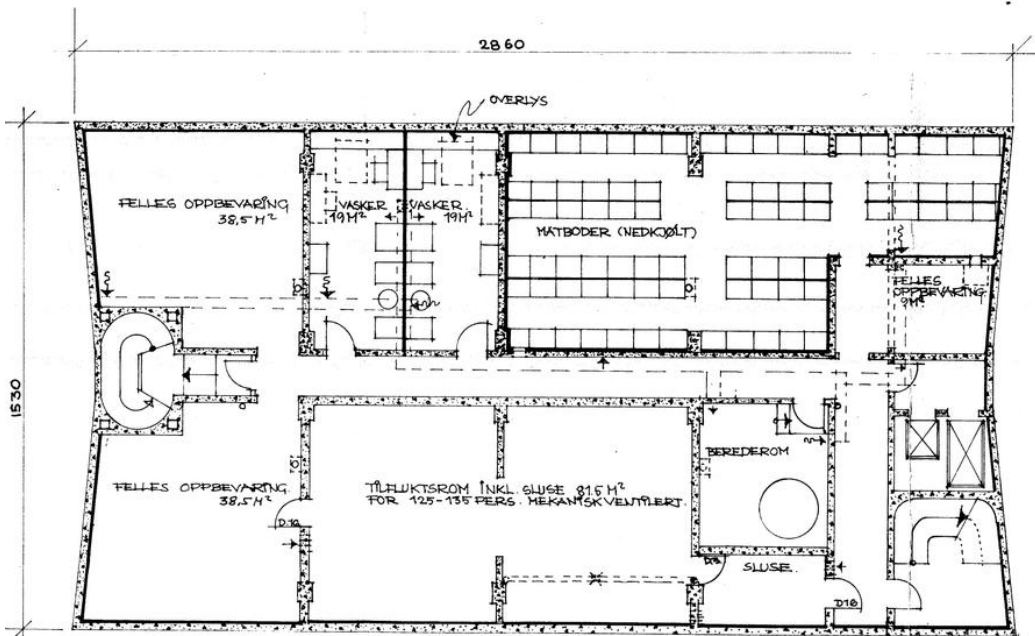 2860
OVERLYS
1530
FELLES OPPBEVARING
38,5 M²
VASKER
19 M²
VASKER.
19 M²
MATBODER (NEDKJØLT)
FELLES
OPPBEVARING
9 M²
FELLES OPPBEVARING.
38,5 M²
TILFLUKTSROM INKL. SLUSE 81.5 M²
FOR 125-135 PERS. MEKANISK VENTILERT.
BEREDEROM
SLUSE.